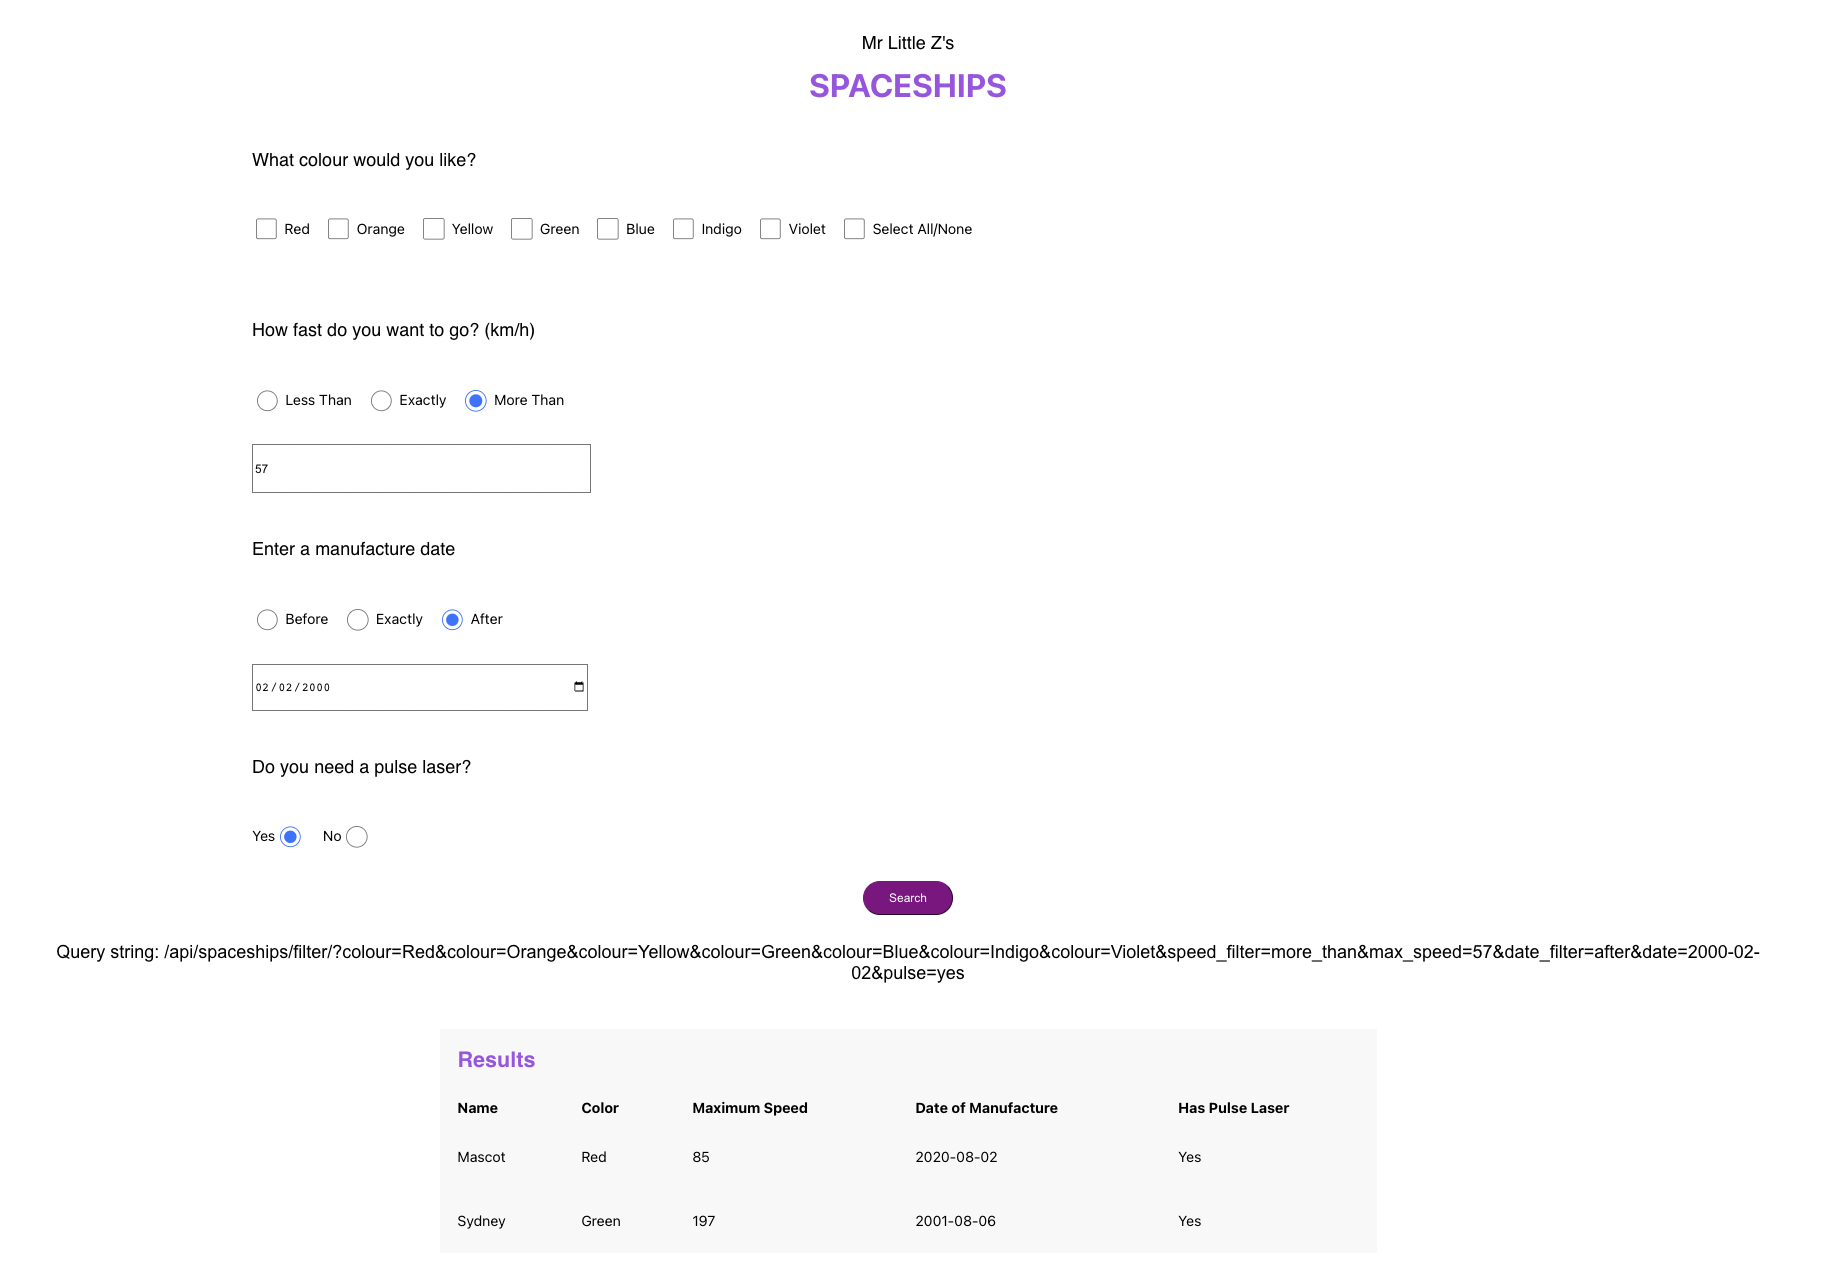 Mr Little Z's
SPACESHIPS
What colour would you like?
Red Orange Yellow Green Blue Indigo Violet Select All/None
How fast do you want to go? (km/h)
Less Than Exactly More Than
57
Enter a manufacture date
Before Exactly After
02/02/2000
Do you need a pulse laser?
Yes No
Search
Query string: /api/spaceships/filter/?colour=Red&colour=Orange&colour=Yellow&colour=Green&colour=Blue&colour=Indigo&colour=Violet&speed_filter=more_than&max_speed=57&date_filter=after&date=2000-02-
02&pulse=yes
Results
Name Color Maximum Speed Date of Manufacture Has Pulse Laser
Mascot Red 85 2020-08-02 Yes
Sydney Green 197 2001-08-06 Yes